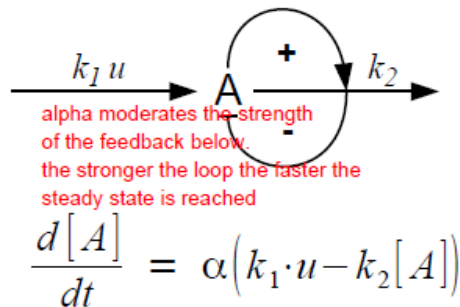 k₁ u
A
+
k₂
-
alpha moderates the strength
of the feedback below.
the stronger the loop the faster the
steady state is reached
d[A]/dt = α(k₁·u−k₂[A])